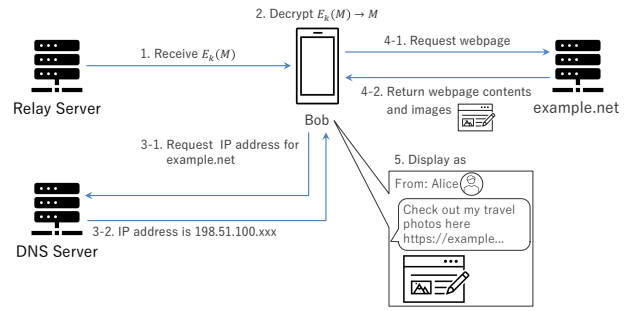 2. Decrypt E_k(M) → M
1. Receive E_k(M)
4-1. Request webpage
4-2. Return webpage contents
and images
Relay Server
Bob
example.net
3-1. Request IP address for
example.net
3-2. IP address is 198.51.100.xxx
DNS Server
5. Display as
From: Alice
Check out my travel
photos here
https://example...